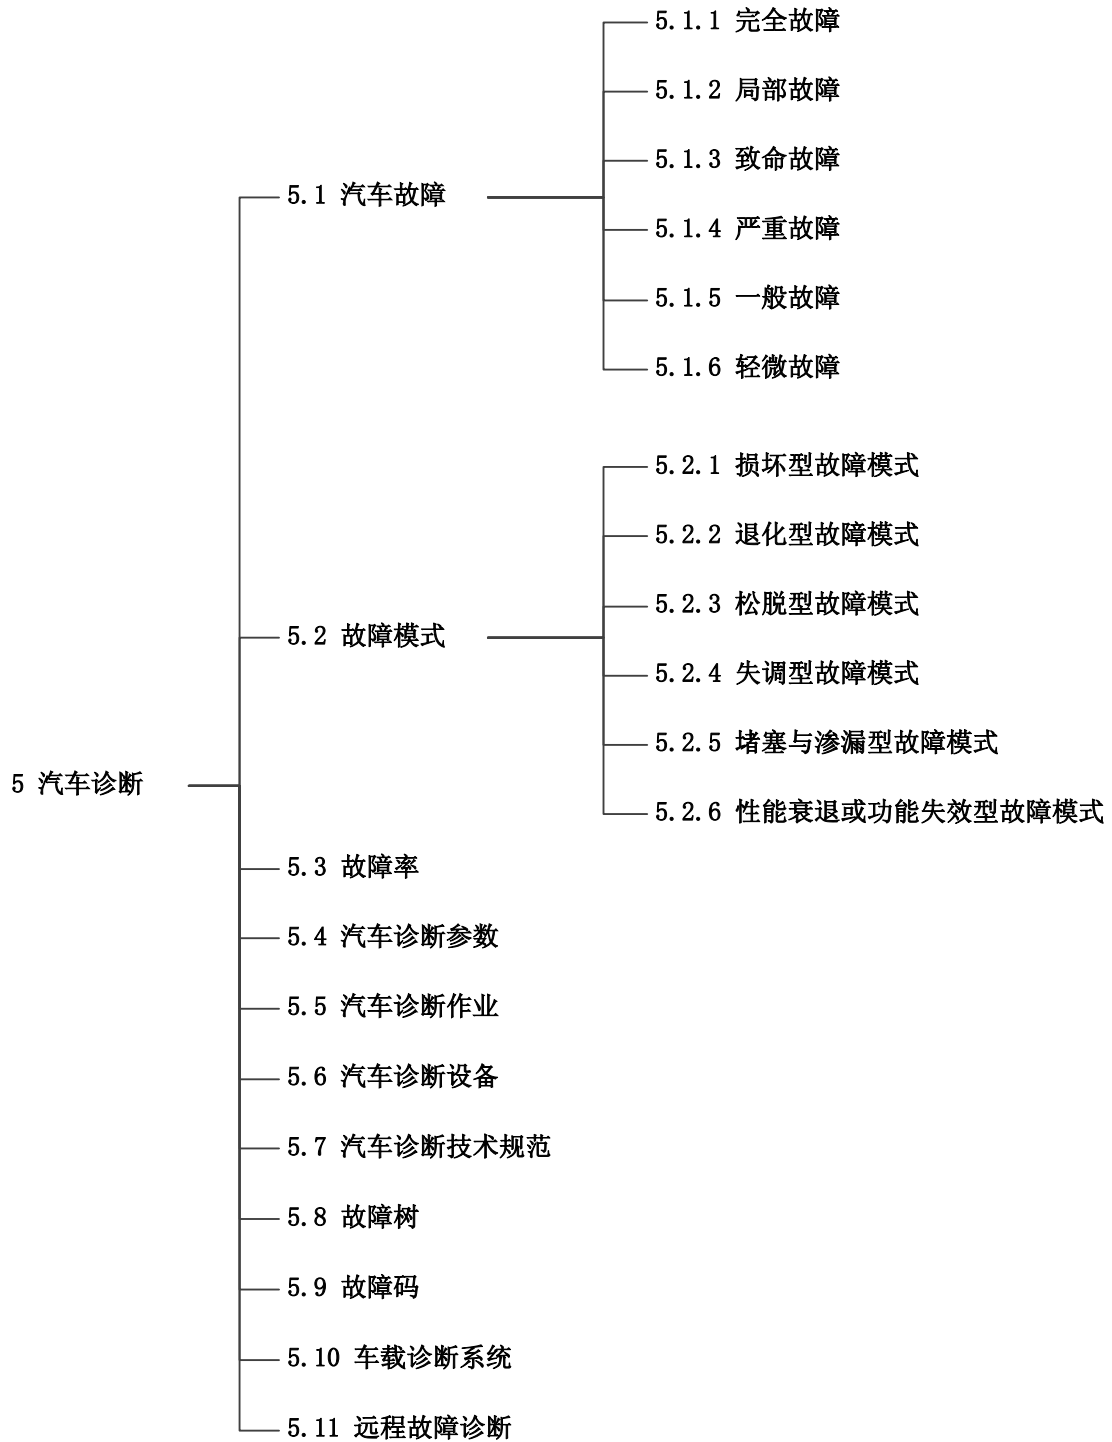 5 汽车诊断
5.1 汽车故障
5.1.1 完全故障
5.1.2 局部故障
5.1.3 致命故障
5.1.4 严重故障
5.1.5 一般故障
5.1.6 轻微故障
5.2 故障模式
5.2.1 损坏型故障模式
5.2.2 退化型故障模式
5.2.3 松脱型故障模式
5.2.4 失调型故障模式
5.2.5 堵塞与渗漏型故障模式
5.2.6 性能衰退或功能失效型故障模式
5.3 故障率
5.4 汽车诊断参数
5.5 汽车诊断作业
5.6 汽车诊断设备
5.7 汽车诊断技术规范
5.8 故障树
5.9 故障码
5.10 车载诊断系统
5.11 远程故障诊断